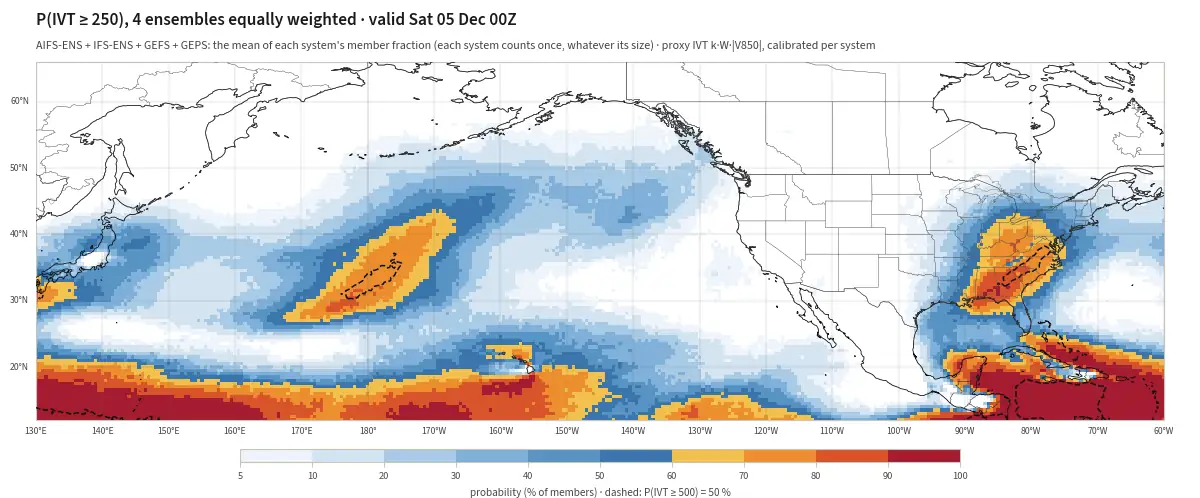 P(IVT ≥ 250), 4 ensembles equally weighted · valid Sat 05 Dec 00Z
AIFS-ENS + IFS-ENS + GEFS + GEPS: the mean of each system's member fraction (each system counts once, whatever its size) · proxy IVT k·W·|V850|, calibrated per system
60°N
50°N
40°N
30°N
20°N
130°E 140°E 150°E 160°E 170°E 180° 170°W 160°W 150°W 140°W 130°W 120°W 110°W 100°W 90°W 80°W 70°W 60°W
5 10 20 30 40 50 60 70 80 90 100
probability (% of members) · dashed: P(IVT ≥ 500) = 50 %